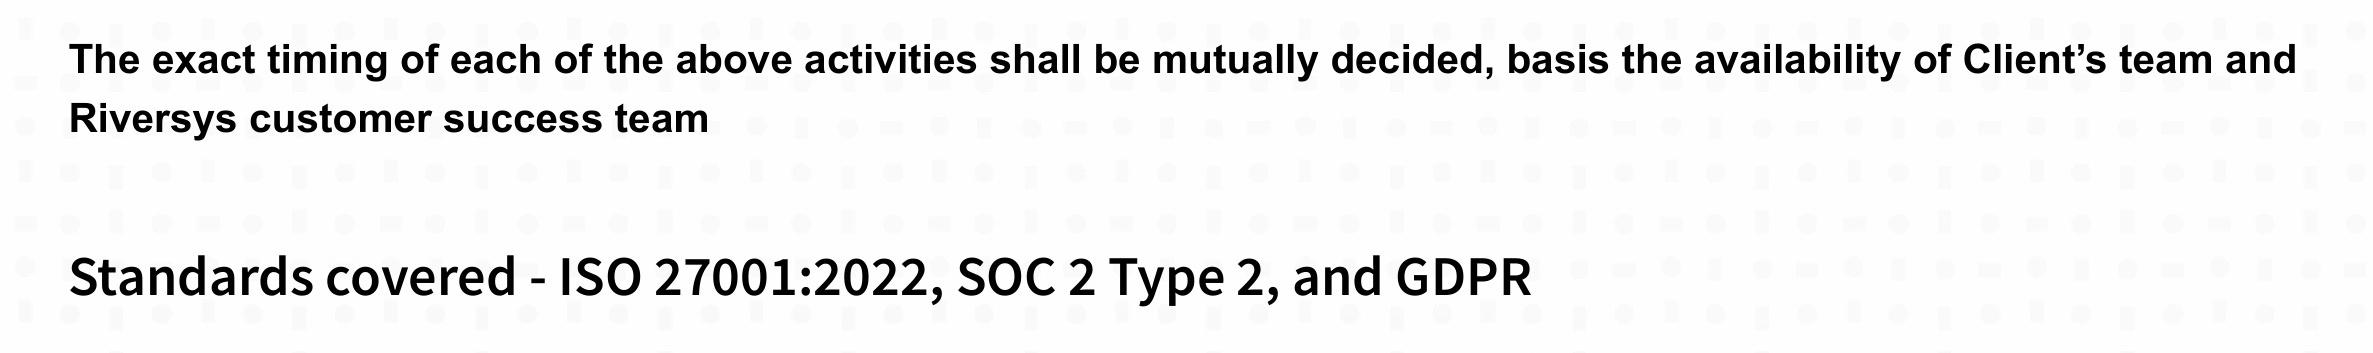 The exact timing of each of the above activities shall be mutually decided, basis the availability of Client’s team and
Riversys customer success team
Standards covered - ISO 27001:2022, SOC 2 Type 2, and GDPR